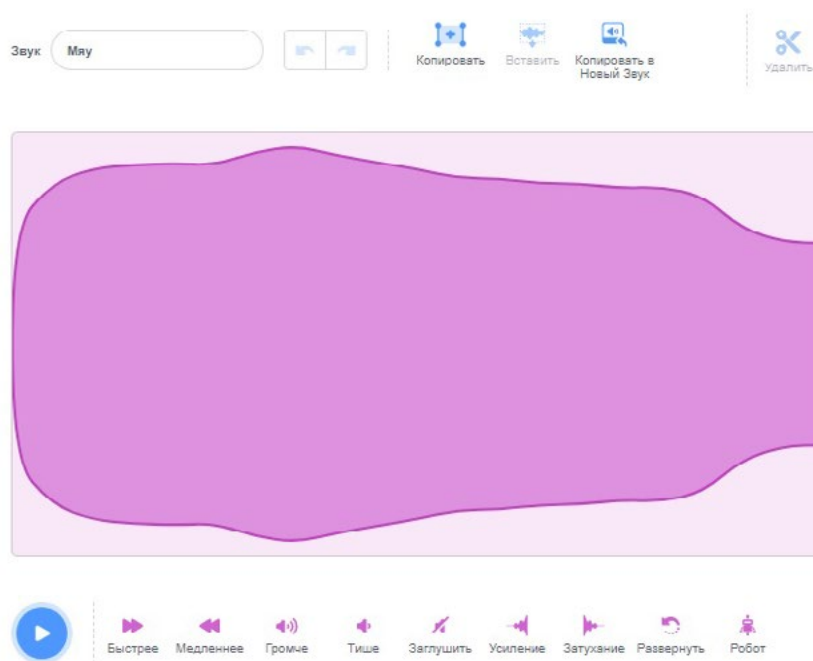 Звук
Мяу
Копировать
Вставить
Копировать в
Новый Звук
Удалить
Быстрее
Медленнее
Громче
Тише
Заглушить
Усиление
Затухание
Развернуть
Робот